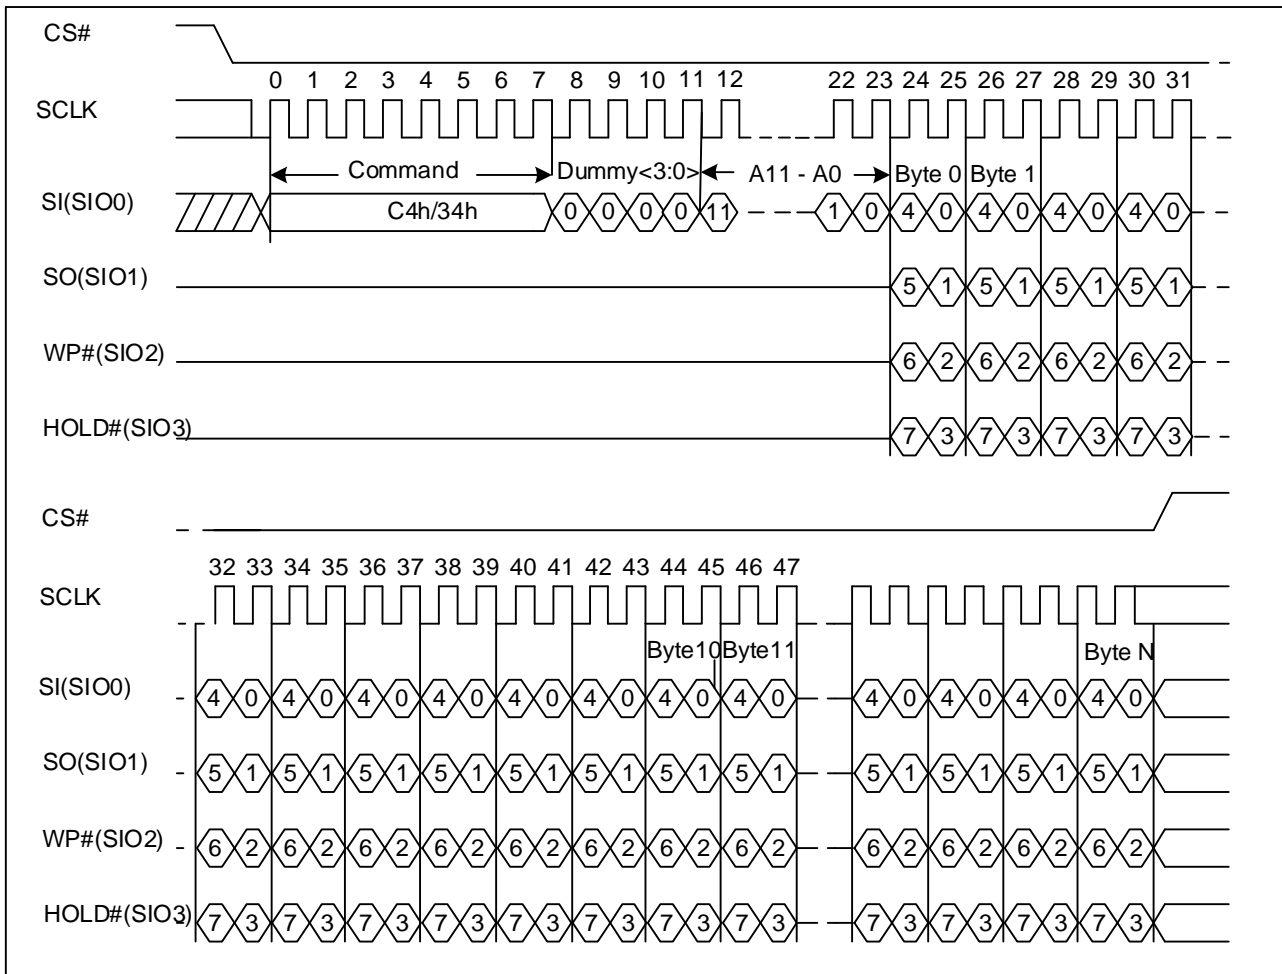 CS#
0 1 2 3 4 5 6 7 8 9 10 11 12 22 23 24 25 26 27 28 29 30 31
SCLK
Command Dummy<3:0> A11 - A0 Byte 0 Byte 1
SI(SIO0) C4h/34h 0 0 0 0 11 1 0 4 0 4 0 4 0 4 0
SO(SIO1) 5 1 5 1 5 1 5 1
WP#(SIO2) 6 2 6 2 6 2 6 2
HOLD#(SIO3) 7 3 7 3 7 3 7 3
CS#
32 33 34 35 36 37 38 39 40 41 42 43 44 45 46 47
SCLK
Byte10 Byte11 Byte N
SI(SIO0) 4 0 4 0 4 0 4 0 4 0 4 0 4 0 4 0 4 0 4 0 4 0 4 0
SO(SIO1) 5 1 5 1 5 1 5 1 5 1 5 1 5 1 5 1 5 1 5 1 5 1 5 1
WP#(SIO2) 6 2 6 2 6 2 6 2 6 2 6 2 6 2 6 2 6 2 6 2 6 2 6 2
HOLD#(SIO3) 7 3 7 3 7 3 7 3 7 3 7 3 7 3 7 3 7 3 7 3 7 3 7 3